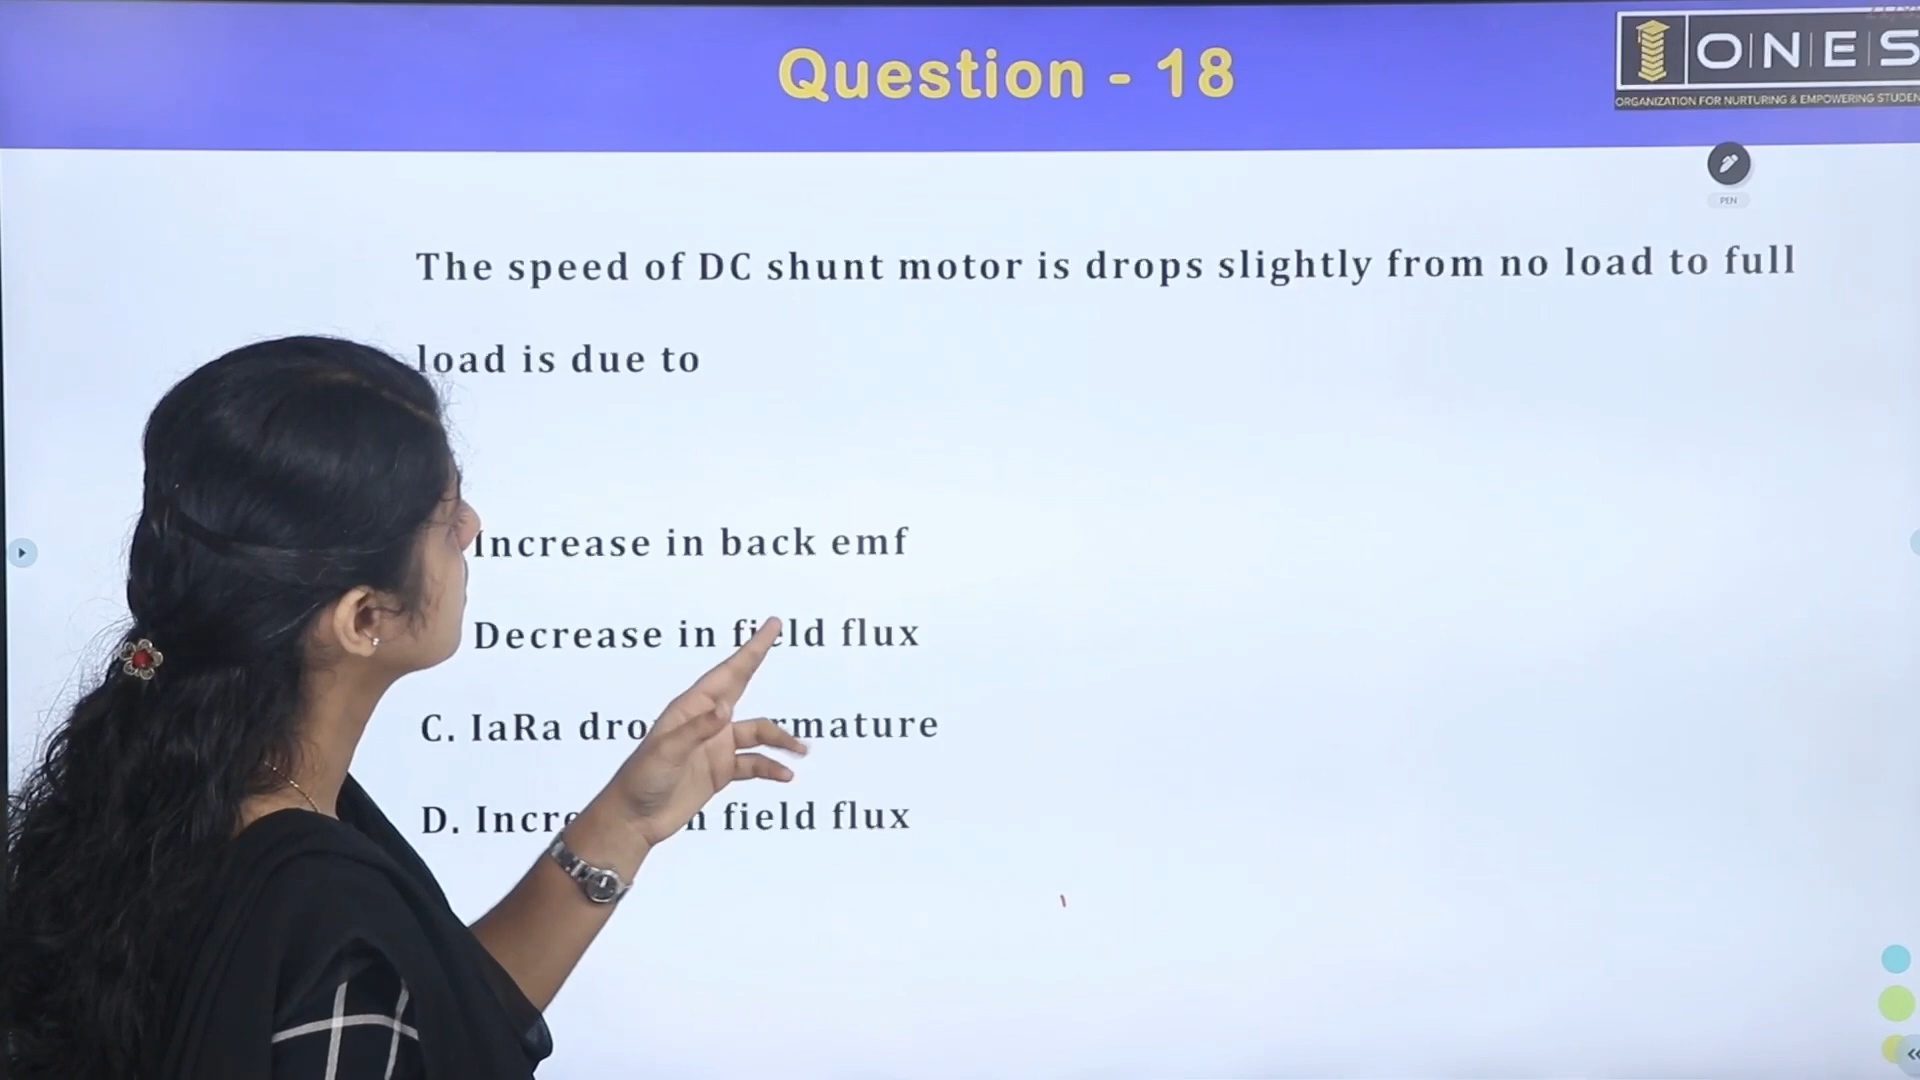 Question - 18
ONES
ORGANIZATION FOR NURTURING & EMPOWERING
PEN
The speed of DC shunt motor is drops slightly from no load to full
load is due to
Increase in back emf
Decrease in field flux
C. IaRa armature
D. field flux